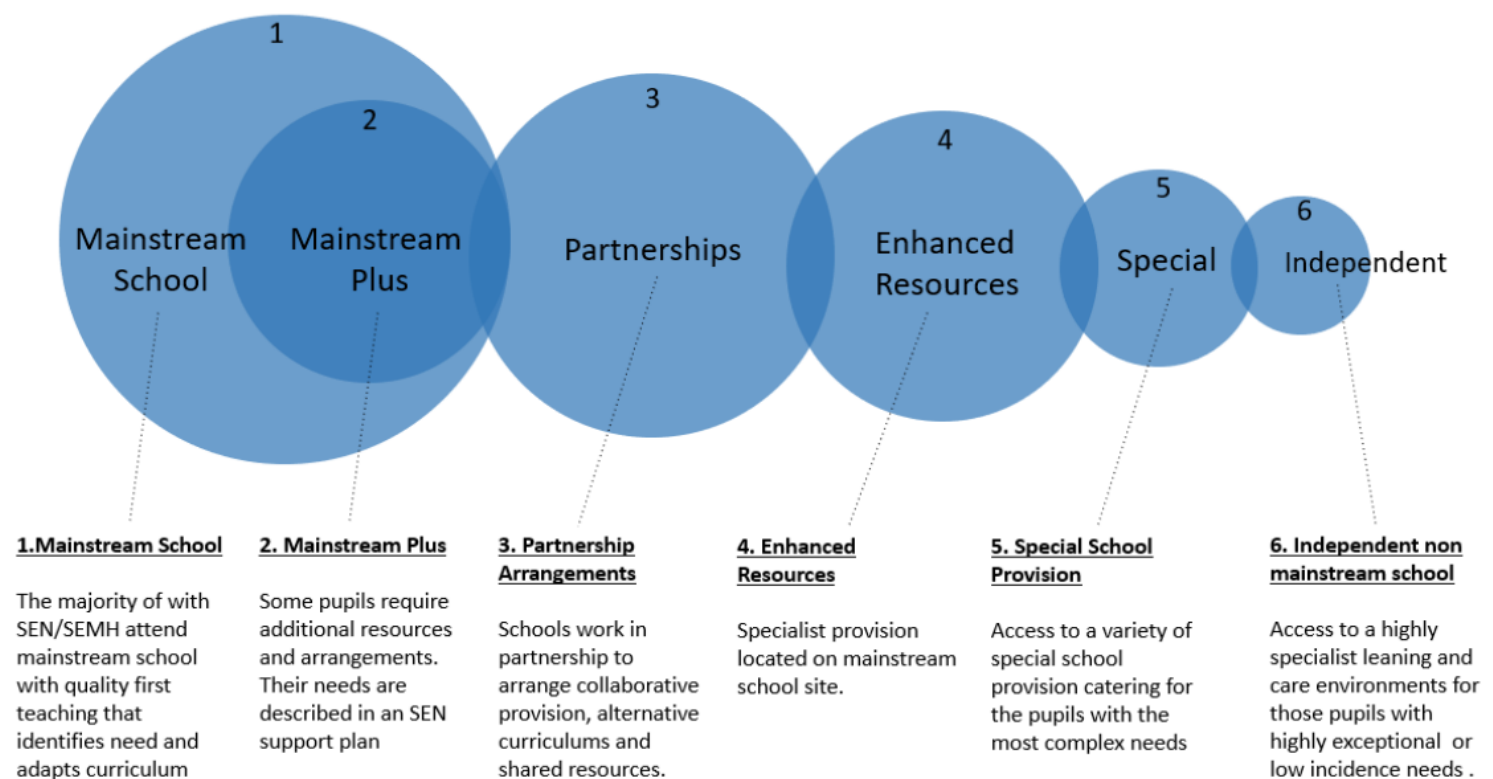 1
2
3
4
5
6
Mainstream
School
Mainstream
Plus
Partnerships
Enhanced
Resources
Special
Independent
1.Mainstream School
The majority of with
SEN/SEMH attend
mainstream school
with quality first
teaching that
identifies need and
adapts curriculum
2. Mainstream Plus
Some pupils require
additional resources
and arrangements.
Their needs are
described in an SEN
support plan
3. Partnership
Arrangements
Schools work in
partnership to
arrange collaborative
provision, alternative
curriculums and
shared resources.
4. Enhanced
Resources
Specialist provision
located on mainstream
school site.
5. Special School
Provision
Access to a variety of
special school
provision catering for
the pupils with the
most complex needs
6. Independent non
mainstream school
Access to a highly
specialist leaning and
care environments for
those pupils with
highly exceptional  or
low incidence needs .